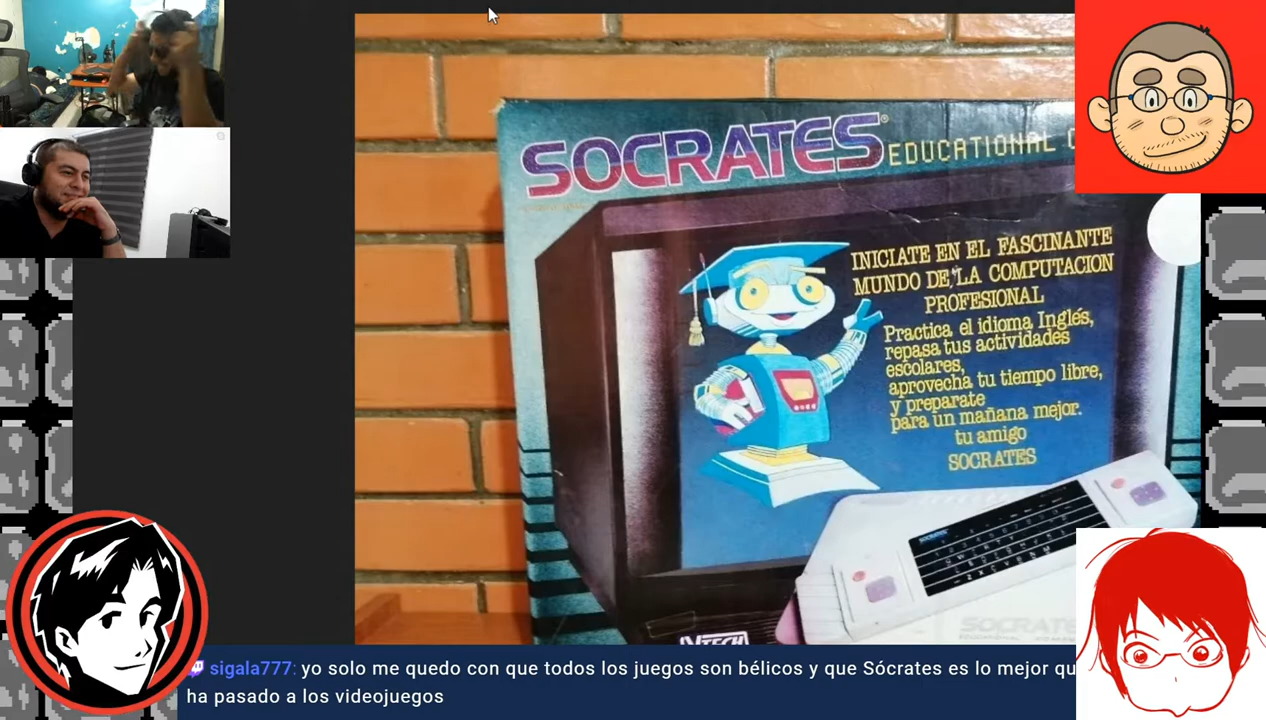 SOCRATES®
EDUCATIONAL
INICIATE EN EL FASCINANTE
MUNDO DE LA COMPUTACION
PROFESIONAL
Practica el idioma Inglés,
repasa tus actividades
escolares,
aprovecha tu tiempo libre,
y preparate
para un mañana mejor.
tu amigo
SOCRATES
VTECH
sigala777: yo solo me quedo con que todos los juegos son bélicos y que Sócrates es lo mejor
ha pasado a los videojuegos